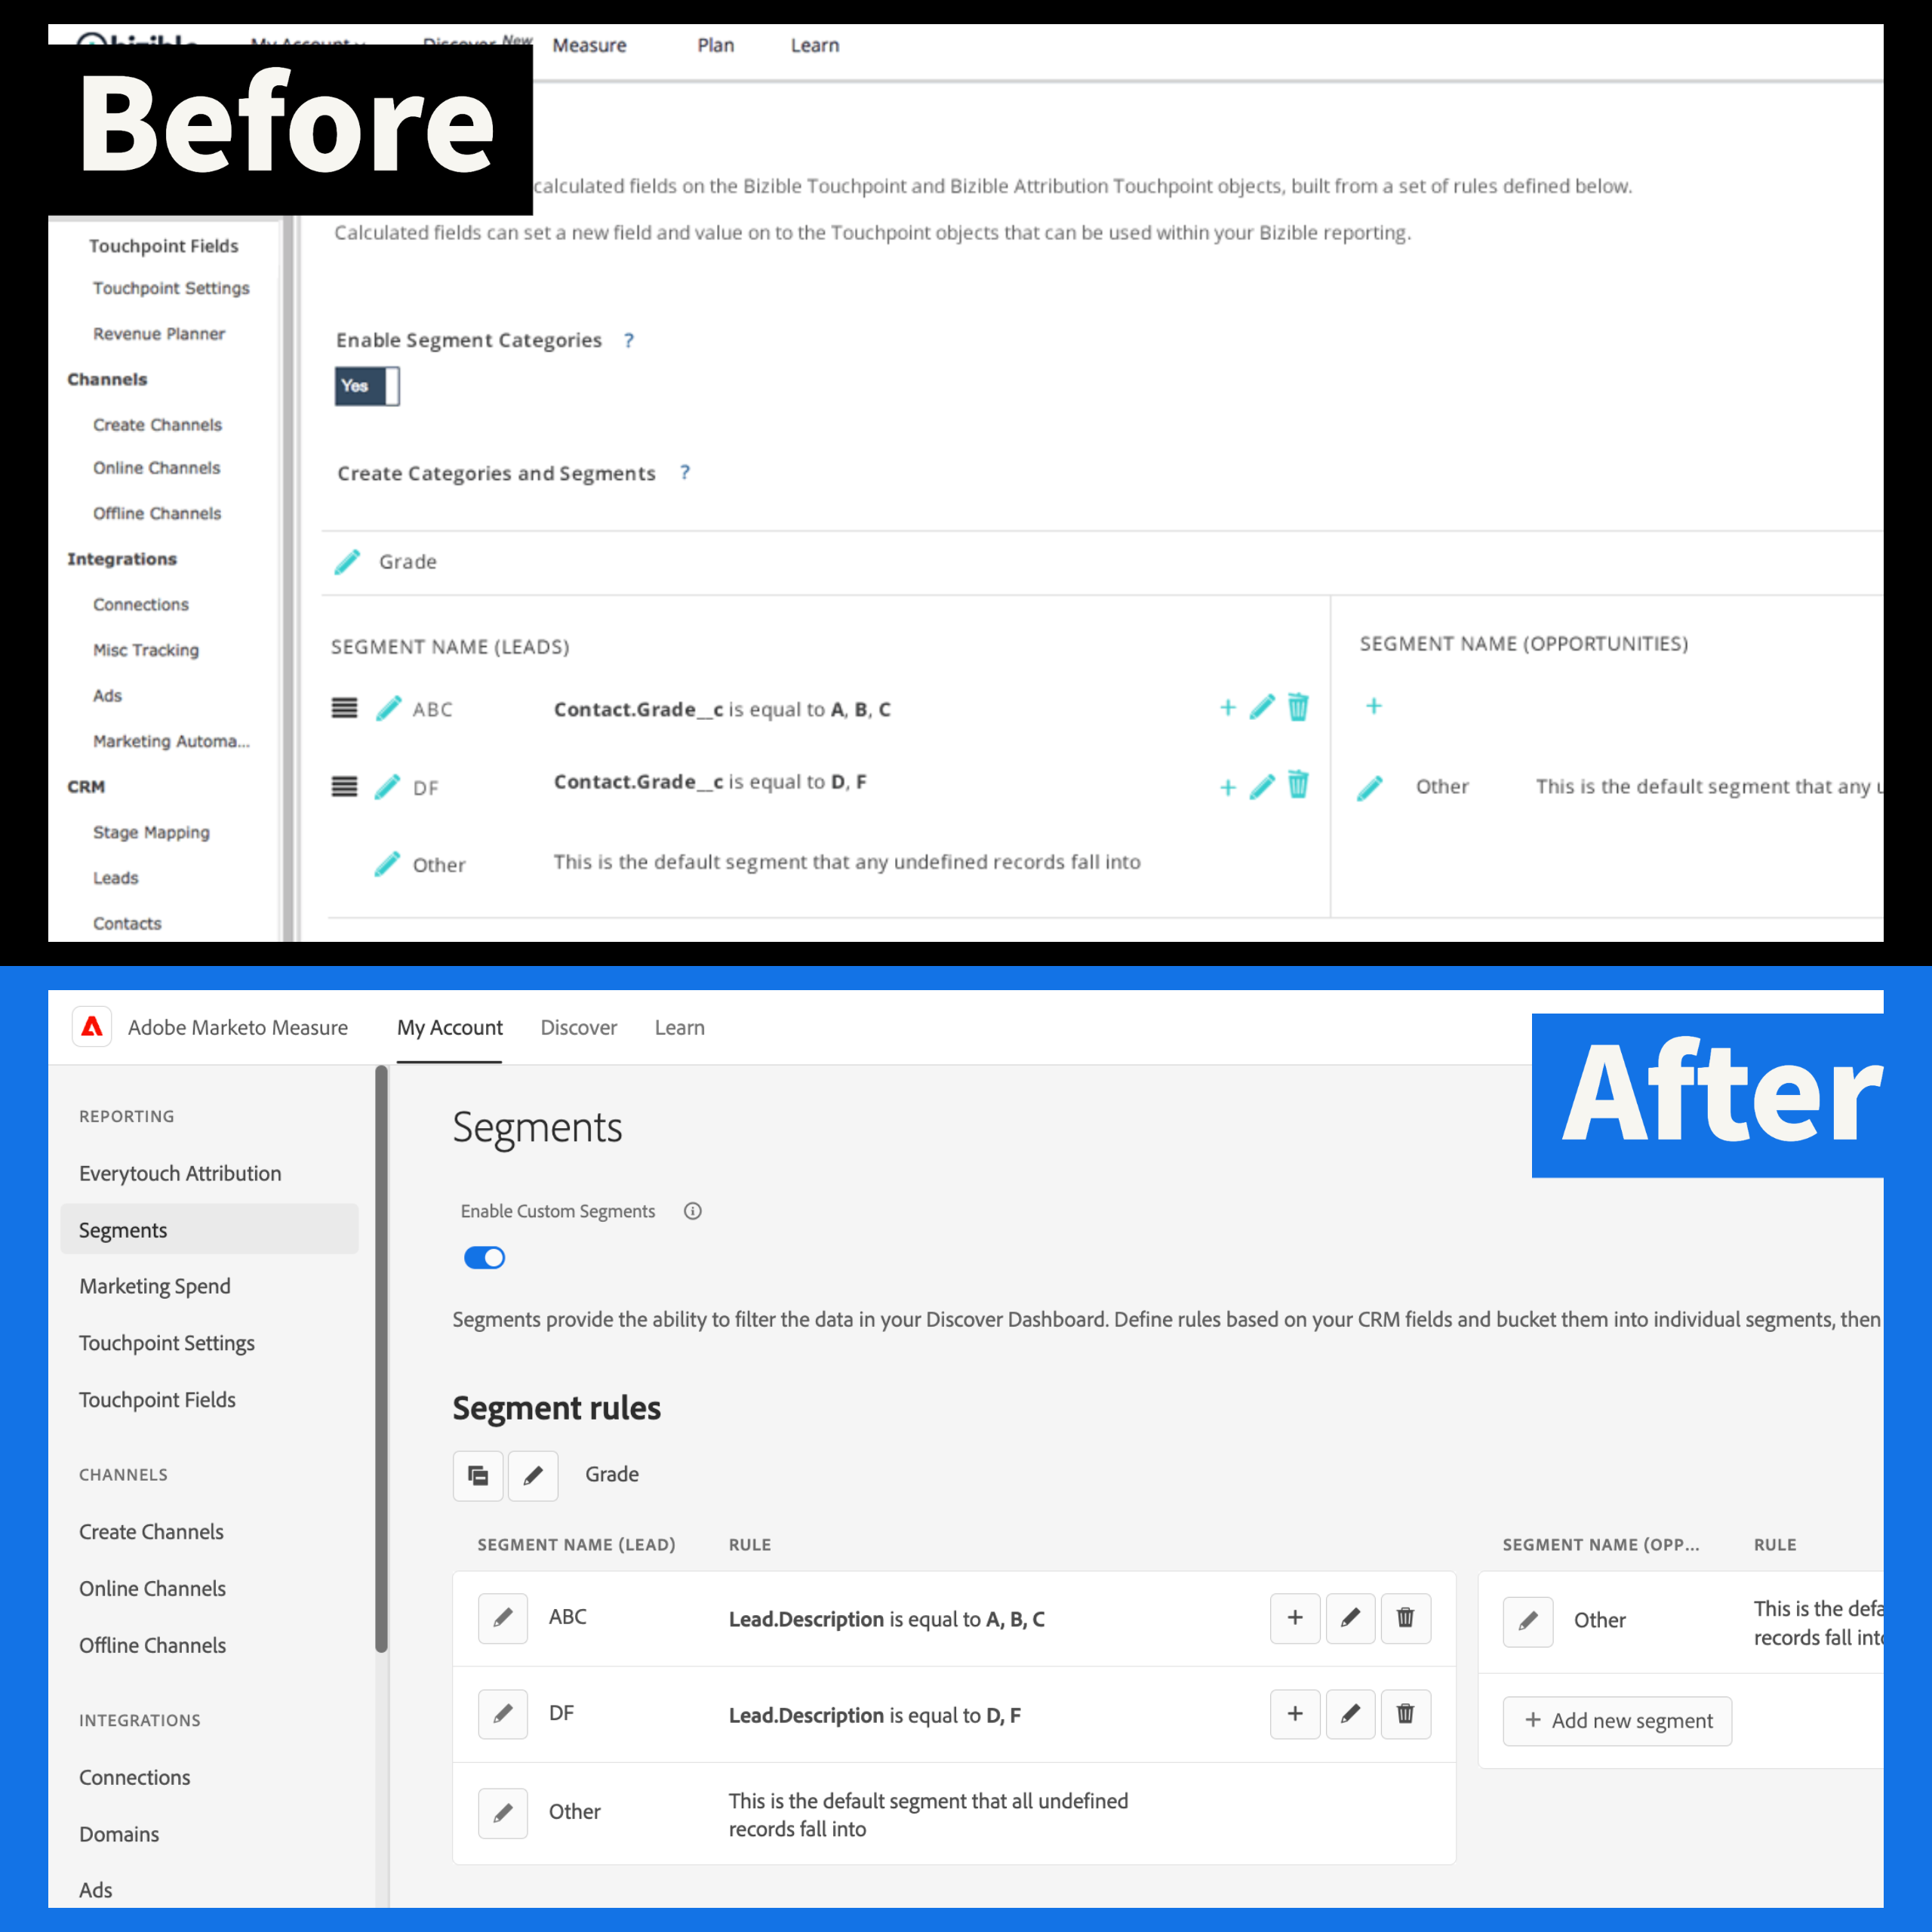 My Account
Discover New
Measure
Plan
Learn
Before
calculated fields on the Bizible Touchpoint and Bizible Attribution Touchpoint objects, built from a set of rules defined below.
Calculated fields can set a new field and value on to the Touchpoint objects that can be used within your Bizible reporting.
Touchpoint Fields
Touchpoint Settings
Revenue Planner
Channels
Create Channels
Online Channels
Offline Channels
Integrations
Connections
Misc Tracking
Ads
Marketing Automa...
CRM
Stage Mapping
Leads
Contacts
Enable Segment Categories ?
Yes
Create Categories and Segments ?
Grade
SEGMENT NAME (LEADS)
ABC Contact.Grade__c is equal to A, B, C
DF Contact.Grade__c is equal to D, F
Other This is the default segment that any undefined records fall into
SEGMENT NAME (OPPORTUNITIES)
Other This is the default segment that any
Adobe Marketo Measure
My Account
Discover
Learn
After
REPORTING
Everytouch Attribution
Segments
Marketing Spend
Touchpoint Settings
Touchpoint Fields
CHANNELS
Create Channels
Online Channels
Offline Channels
INTEGRATIONS
Connections
Domains
Ads
Segments
Enable Custom Segments
Segments provide the ability to filter the data in your Discover Dashboard. Define rules based on your CRM fields and bucket them into individual segments, then
Segment rules
Grade
SEGMENT NAME (LEAD) RULE
ABC Lead.Description is equal to A, B, C
DF Lead.Description is equal to D, F
Other This is the default segment that all undefined
records fall into
SEGMENT NAME (OPP... RULE
Other This is the
records fall
+ Add new segment